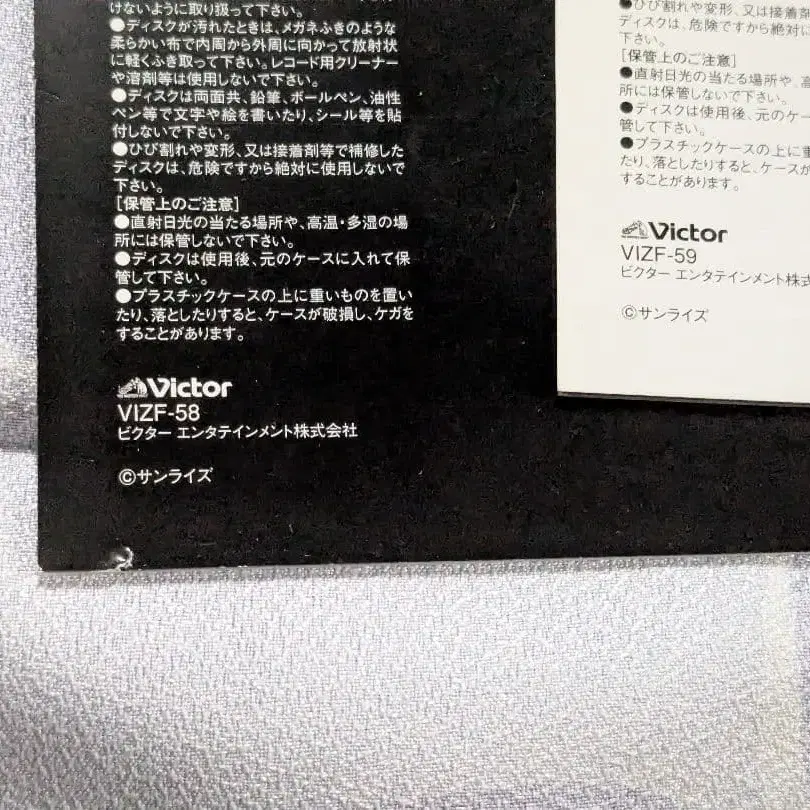 けないように取り扱って下さい。
●ディスクが汚れたときは、メガネふきのような
柔らかい布で内周から外周に向かって放射状
に軽くふき取って下さい。レコード用クリーナー
や溶剤等は使用しないで下さい。
●ディスクは両面共、鉛筆、ボールペン、油性
ペン等で文字や絵を書いたり、シール等を貼
付しないで下さい。
●ひび割れや変形、又は接着剤等で補修した
ディスクは、危険ですから絶対に使用しないで
下さい。
[保管上のご注意]
●直射日光の当たる場所や、高温・多湿の場
所には保管しないで下さい。
●ディスクは使用後、元のケースに入れて保
管して下さい。
●プラスチックケースの上に重いものを置い
たり、落としたりすると、ケースが破損し、ケガを
することがあります。
Victor
VIZF-58
ビクター エンタテインメント株式会社
©サンライズ
●ひび割れや変形、又は接着剤
ディスクは、危険ですから絶対に
下さい。
[保管上のご注意]
●直射日光の当たる場所や、高
所には保管しないで下さい。
●ディスクは使用後、元のケー
管して下さい。
●プラスチックケースの上に重
たり、落としたりすると、ケースが
することがあります。
Victor
VIZF-59
ビクター エンタテインメント株式
©サンライズ